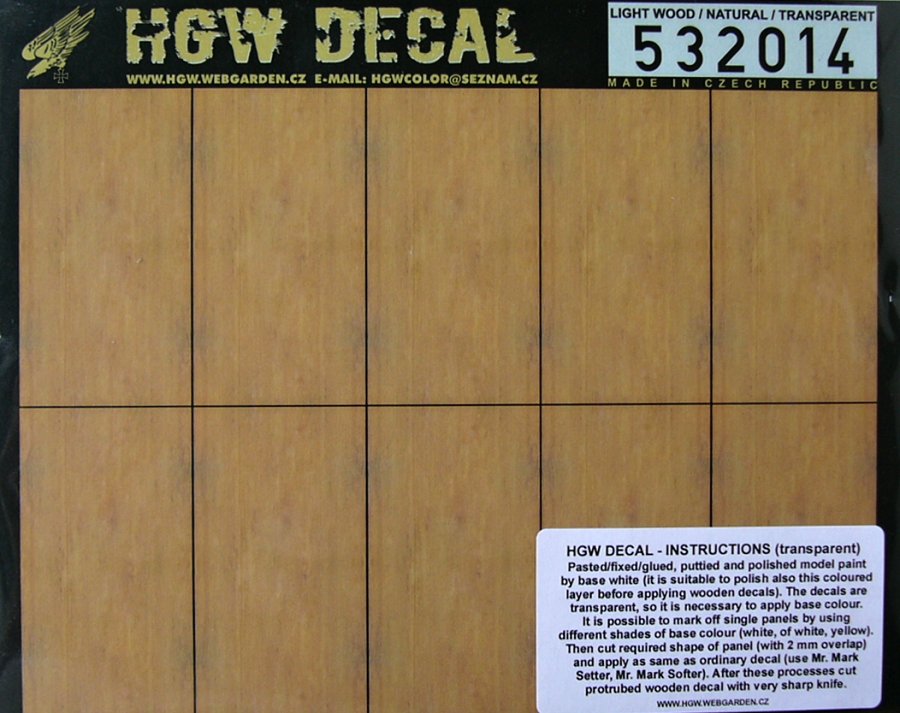 HGW DECAL
WWW.HGW.WEBGARDEN.CZ E-MAIL: HGWCOLOR@SEZNAM.CZ
LIGHT WOOD / NATURAL / TRANSPARENT
532014
MADE IN CZECH REPUBLIC
HGW DECAL - INSTRUCTIONS (transparent)
Pasted/fixed/glued, puttied and polished model paint
by base white (it is suitable to polish also this coloured
layer before applying wooden decals). The decals are
transparent, so it is necessary to apply base colour.
It is possible to mark off single panels by using
different shades of base colour (white, of white, yellow).
Then cut required shape of panel (with 2 mm overlap)
and apply as same as ordinary decal (use Mr. Mark
Setter, Mr. Mark Softer). After these processes cut
protrubed wooden decal with very sharp knife.
WWW.HGW.WEBGARDEN.CZ